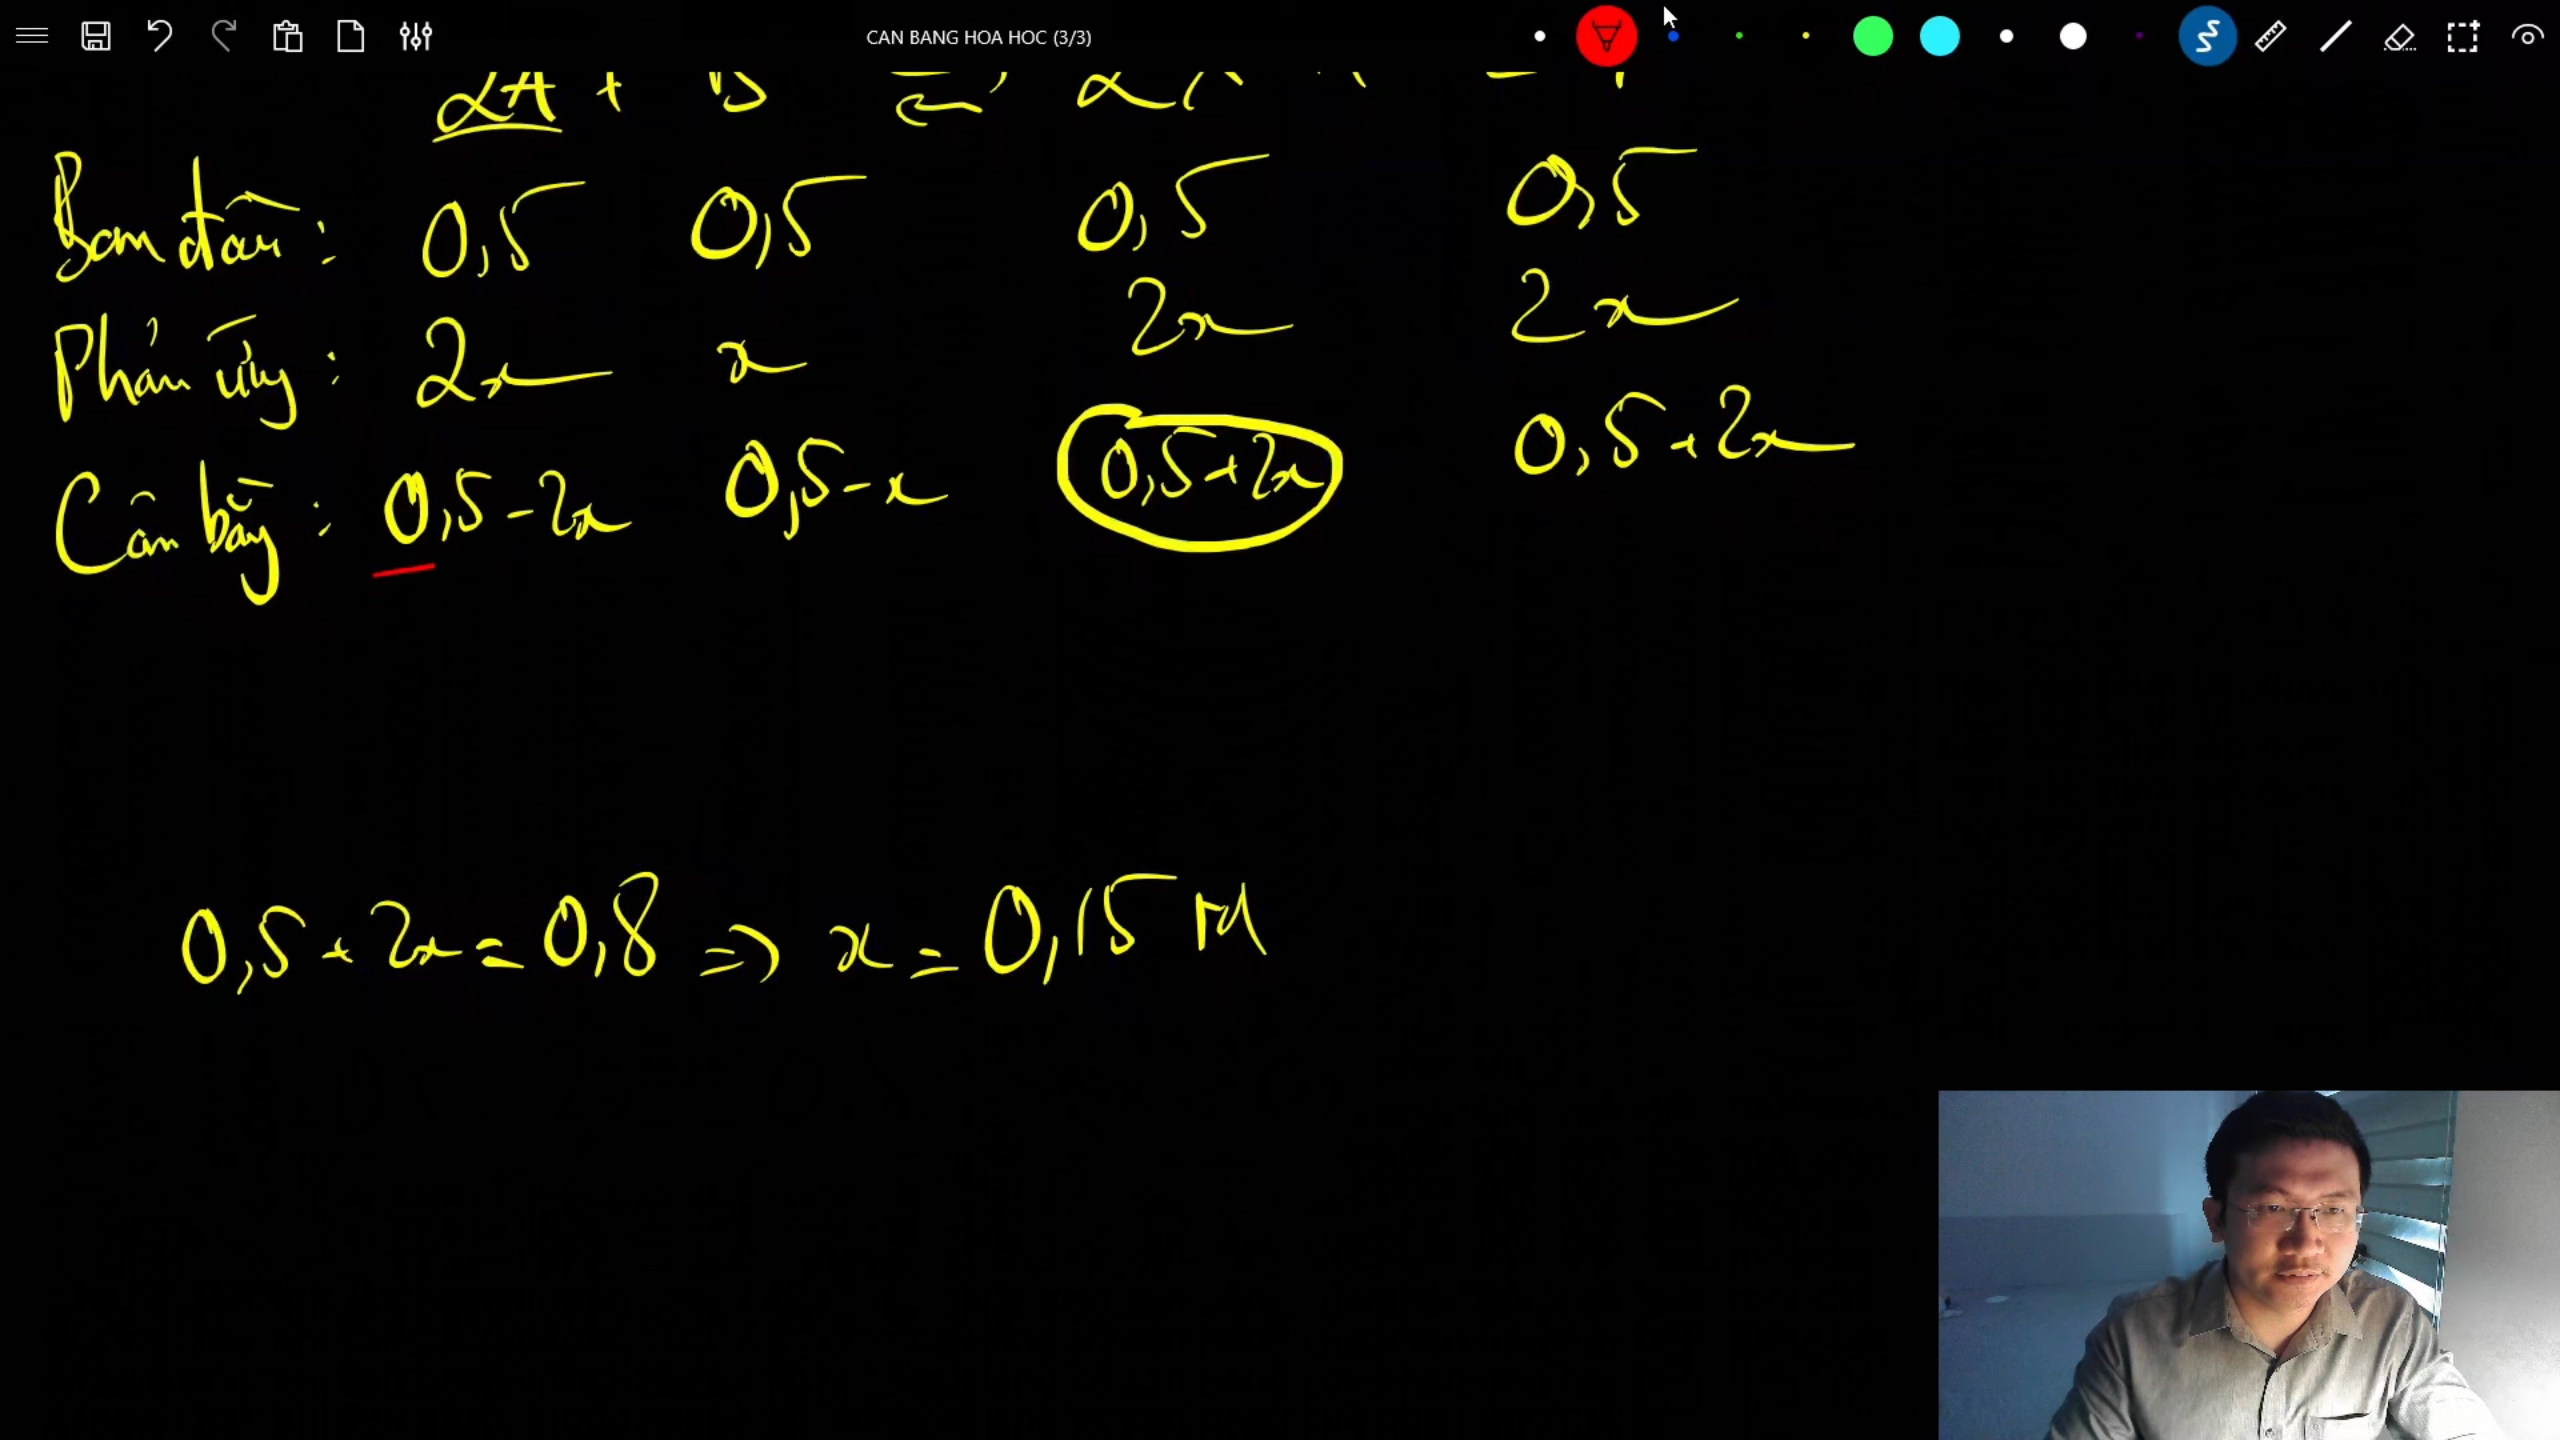 CAN BANG HOA HOC (3/3)
2A + B ⇌ 2X
Ban đầu: 0,5 0,5 0,5 0,5
Phản ứng: 2x x 2x 2x
Cân bằng: 0,5-2x 0,5-x 0,5+2x 0,5+2x
0,5+2x=0,8 => x=0,15 M